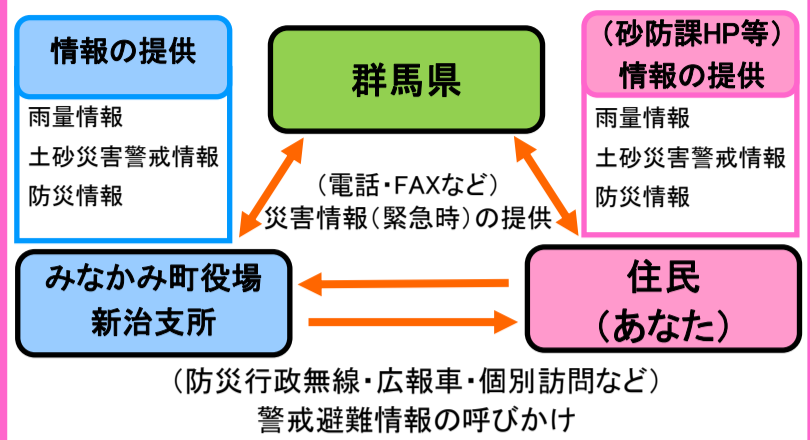 情報の提供
雨量情報
土砂災害警戒情報
防災情報
群馬県
（砂防課HP等）
情報の提供
雨量情報
土砂災害警戒情報
防災情報
（電話・FAXなど）
災害情報（緊急時）の提供
みなかみ町役場
新治支所
住民
（あなた）
（防災行政無線・広報車・個別訪問など）
警戒避難情報の呼びかけ